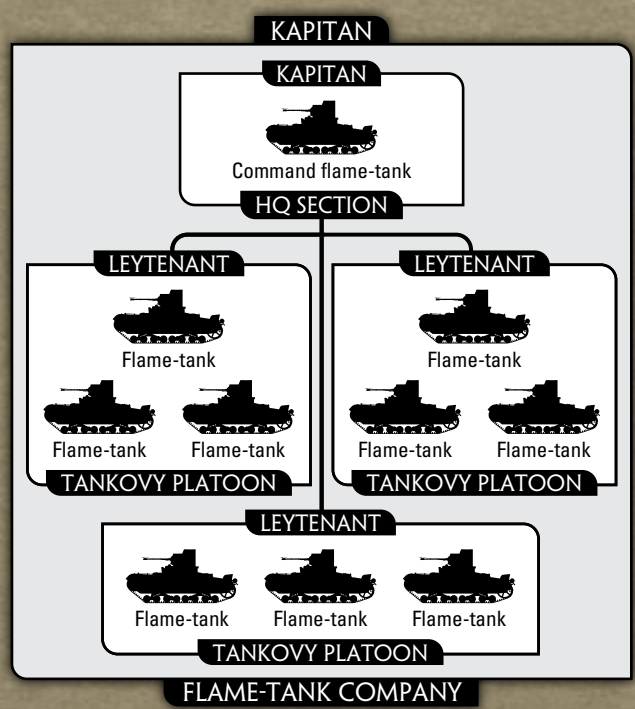 KAPITAN
KAPITAN
Command flame-tank
HQ SECTION
LEYTENANT
Flame-tank
Flame-tank Flame-tank
TANKOVY PLATOON
LEYTENANT
Flame-tank
Flame-tank Flame-tank
TANKOVY PLATOON
LEYTENANT
Flame-tank Flame-tank Flame-tank
TANKOVY PLATOON
FLAME-TANK COMPANY